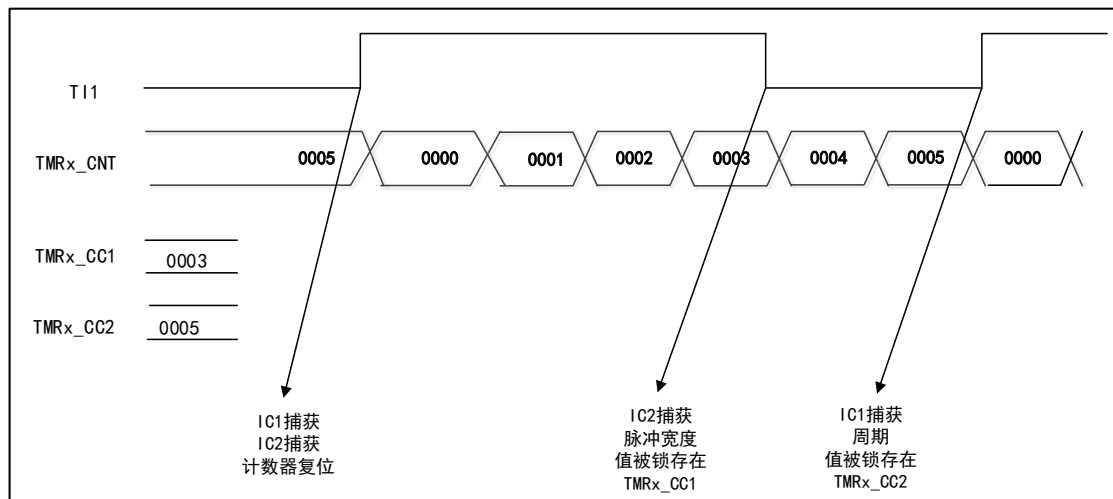 TI1
TMRx_CNT
0005 0000 0001 0002 0003 0004 0005 0000
TMRx_CC1
0003
TMRx_CC2
0005
IC1捕获
IC2捕获
计数器复位
IC2捕获
脉冲宽度
值被锁存在
TMRx_CC1
IC1捕获
周期
值被锁存在
TMRx_CC2